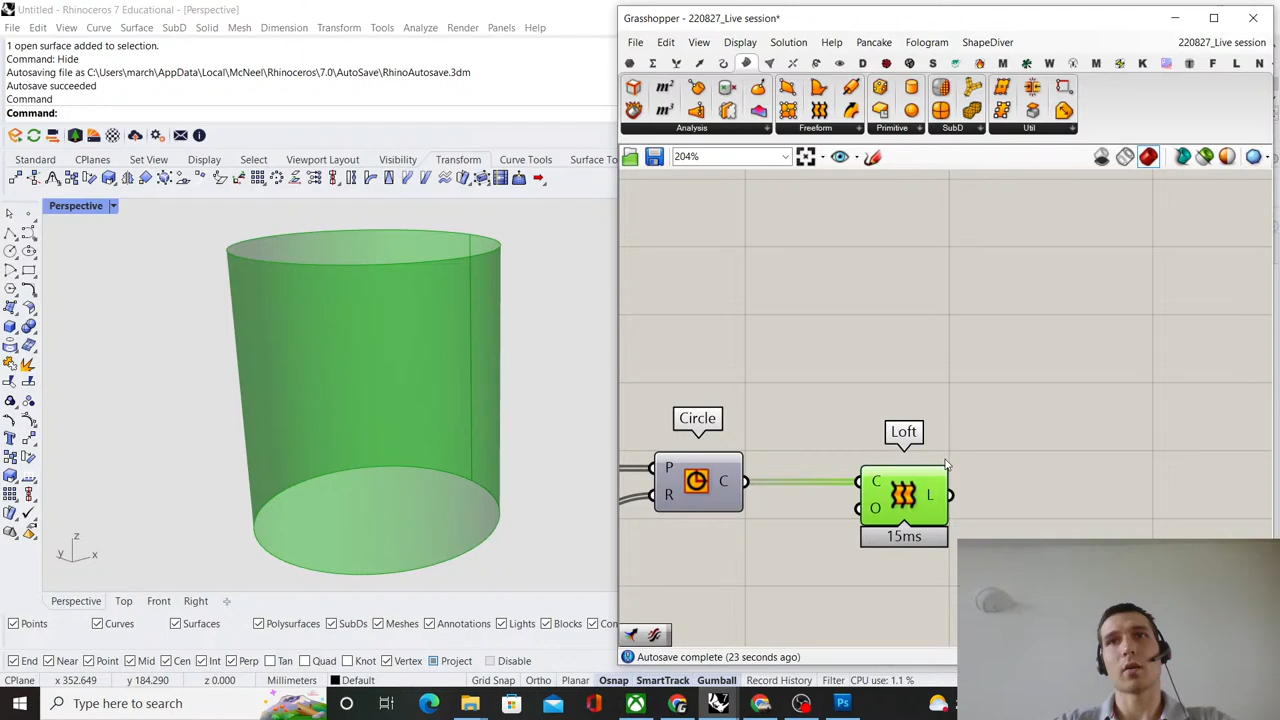 Untitled - Rhinoceros 7 Educational - [Perspective]
File Edit View Curve Surface SubD Solid Mesh Dimension Transform Tools Analyze Render Panels Help
1 open surface added to selection.
Command: Hide
Autosaving file as C:\Users\march\AppData\Local\McNeel\Rhinoceros\7.0\AutoSave\RhinoAutosave.3dm
Autosave succeeded
Command
Command:
Standard CPlanes Set View Display Select Viewport Layout Visibility Transform Curve Tools Surface To
Perspective
z
y x
Perspective Top Front Right
Points Curves Surfaces Polysurfaces SubDs Meshes Annotations Lights Blocks Con
End Near Point Mid Cen Int Perp Tan Quad Knot Vertex Project Disable
CPlane x 352.649 y 184.290 z 0.000 Millimeters Default Grid Snap Ortho Planar Osnap SmartTrack Gumball Record History Filter CPU use: 1.1 %
Grasshopper - 220827_Live session*
File Edit View Display Solution Help Pancake Fologram ShapeDiver 220827_Live session
D S M W M K F L N
m² m³
Analysis Freeform Primitive SubD Util
204%
Circle
P R C
Loft
C O L
15ms
Autosave complete (23 seconds ago)
Type here to search
Ps